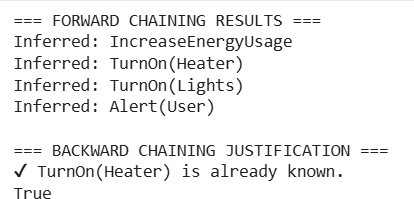 === FORWARD CHAINING RESULTS ===
Inferred: IncreaseEnergyUsage
Inferred: TurnOn(Heater)
Inferred: TurnOn(Lights)
Inferred: Alert(User)
=== BACKWARD CHAINING JUSTIFICATION ===
✔ TurnOn(Heater) is already known.
True